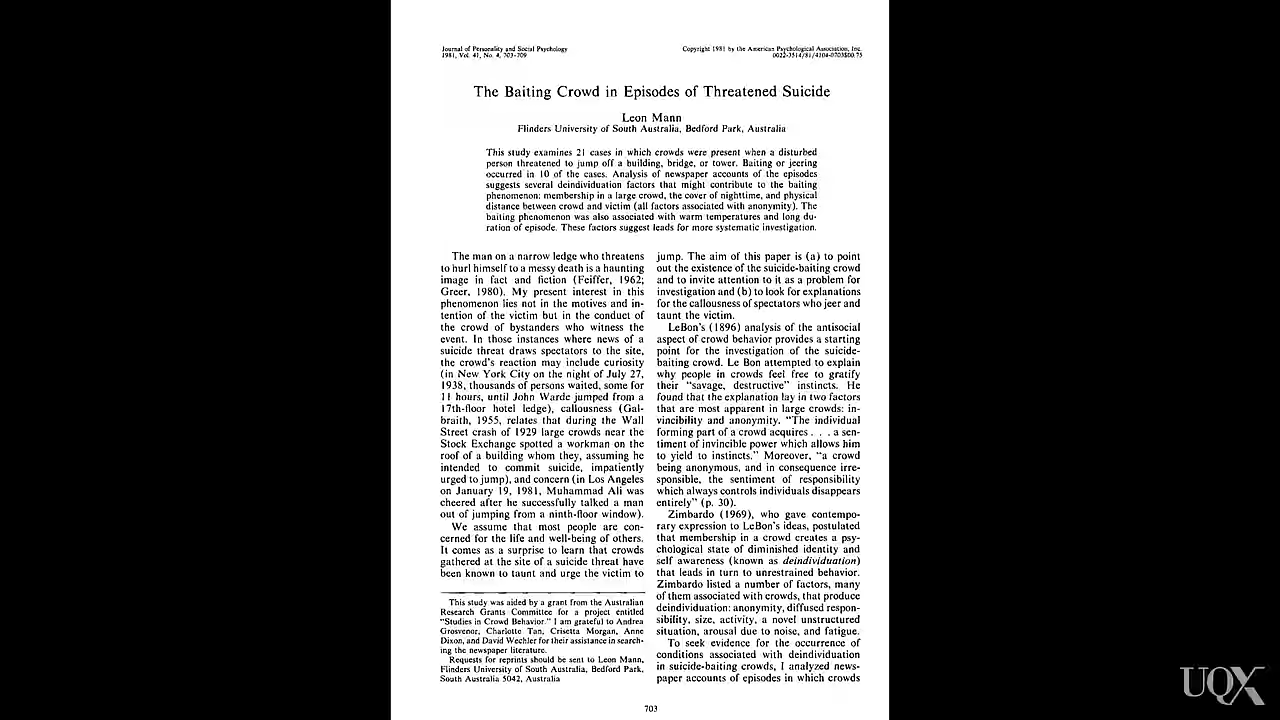 Journal of Personality and Social Psychology
1981, Vol. 41, No. 4, 703-709
Copyright 1981 by the American Psychological Association, Inc.
0022-3514/81/4104-0703$00.75
The Baiting Crowd in Episodes of Threatened Suicide
Leon Mann
Flinders University of South Australia, Bedford Park, Australia
This study examines 21 cases in which crowds were present when a disturbed
person threatened to jump off a building, bridge, or tower. Baiting or jeering
occurred in 10 of the cases. Analysis of newspaper accounts of the episodes
suggests several deindividuation factors that might contribute to the baiting
phenomenon: membership in a large crowd, the cover of nighttime, and physical
distance between crowd and victim (all factors associated with anonymity). The
baiting phenomenon was also associated with warm temperatures and long du-
ration of episode. These factors suggest leads for more systematic investigation.
The man on a narrow ledge who threatens
to hurl himself to a messy death is a haunting
image in fact and fiction (Feiffer, 1962;
Greer, 1980). My present interest in this
phenomenon lies not in the motives and in-
tention of the victim but in the conduct of
the crowd of bystanders who witness the
event. In those instances where news of a
suicide threat draws spectators to the site,
the crowd's reaction may include curiosity
(in New York City on the night of July 27,
1938, thousands of persons waited, some for
11 hours, until John Warde jumped from a
17th-floor hotel ledge), callousness (Gal-
braith, 1955, relates that during the Wall
Street crash of 1929 large crowds near the
Stock Exchange spotted a workman on the
roof of a building whom they, assuming he
intended to commit suicide, impatiently
urged to jump), and concern (in Los Angeles
on January 19, 1981, Muhammad Ali was
cheered after he successfully talked a man
out of jumping from a ninth-floor window).
We assume that most people are con-
cerned for the life and well-being of others.
It comes as a surprise to learn that crowds
gathered at the site of a suicide threat have
been known to taunt and urge the victim to
This study was aided by a grant from the Australian
Research Grants Committee for a project entitled
"Studies in Crowd Behavior." I am grateful to Andrea
Grosvenor, Charlotte Tan, Crisetta Morgan, Anne
Dixon, and David Wechler for their assistance in search-
ing the newspaper literature.
Requests for reprints should be sent to Leon Mann,
Flinders University of South Australia, Bedford Park,
South Australia 5042, Australia
jump. The aim of this paper is (a) to point
out the existence of the suicide-baiting crowd
and to invite attention to it as a problem for
investigation and (b) to look for explanations
for the callousness of spectators who jeer and
taunt the victim.
LeBon's (1896) analysis of the antisocial
aspect of crowd behavior provides a starting
point for the investigation of the suicide-
baiting crowd. Le Bon attempted to explain
why people in crowds feel free to gratify
their "savage, destructive" instincts. He
found that the explanation lay in two factors
that are most apparent in large crowds: in-
vincibility and anonymity. "The individual
forming part of a crowd acquires . . . a sen-
timent of invincible power which allows him
to yield to instincts." Moreover, "a crowd
being anonymous, and in consequence irre-
sponsible, the sentiment of responsibility
which always controls individuals disappears
entirely" (p. 30).
Zimbardo (1969), who gave contempo-
rary expression to LeBon's ideas, postulated
that membership in a crowd creates a psy-
chological state of diminished identity and
self awareness (known as deindividuation)
that leads in turn to unrestrained behavior.
Zimbardo listed a number of factors, many
of them associated with crowds, that produce
deindividuation: anonymity, diffused respon-
sibility, size, activity, a novel unstructured
situation, arousal due to noise, and fatigue.
To seek evidence for the occurrence of
conditions associated with deindividuation
in suicide-baiting crowds, I analyzed news-
paper accounts of episodes in which crowds
703
UQX